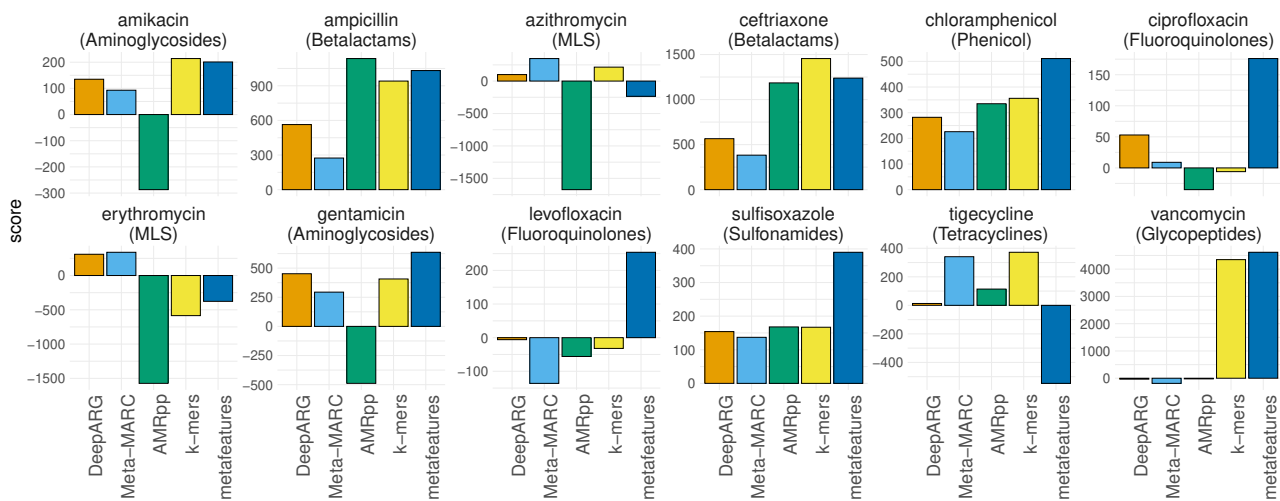 amikacin
(Aminoglycosides)
ampicillin
(Betalactams)
azithromycin
(MLS)
ceftriaxone
(Betalactams)
chloramphenicol
(Phenicol)
ciprofloxacin
(Fluoroquinolones)
200
100
0
−100
−200
−300
900
600
300
0
0
−500
−1000
−1500
1500
1000
500
0
500
400
300
200
100
0
150
100
50
0
score
erythromycin
(MLS)
gentamicin
(Aminoglycosides)
levofloxacin
(Fluoroquinolones)
sulfisoxazole
(Sulfonamides)
tigecycline
(Tetracyclines)
vancomycin
(Glycopeptides)
0
−500
−1000
−1500
500
250
0
−250
−500
200
100
0
−100
400
300
200
100
0
400
200
0
−200
−400
4000
3000
2000
1000
0
DeepARG
Meta−MARC
AMRpp
k−mers
metafeatures
DeepARG
Meta−MARC
AMRpp
k−mers
metafeatures
DeepARG
Meta−MARC
AMRpp
k−mers
metafeatures
DeepARG
Meta−MARC
AMRpp
k−mers
metafeatures
DeepARG
Meta−MARC
AMRpp
k−mers
metafeatures
DeepARG
Meta−MARC
AMRpp
k−mers
metafeatures